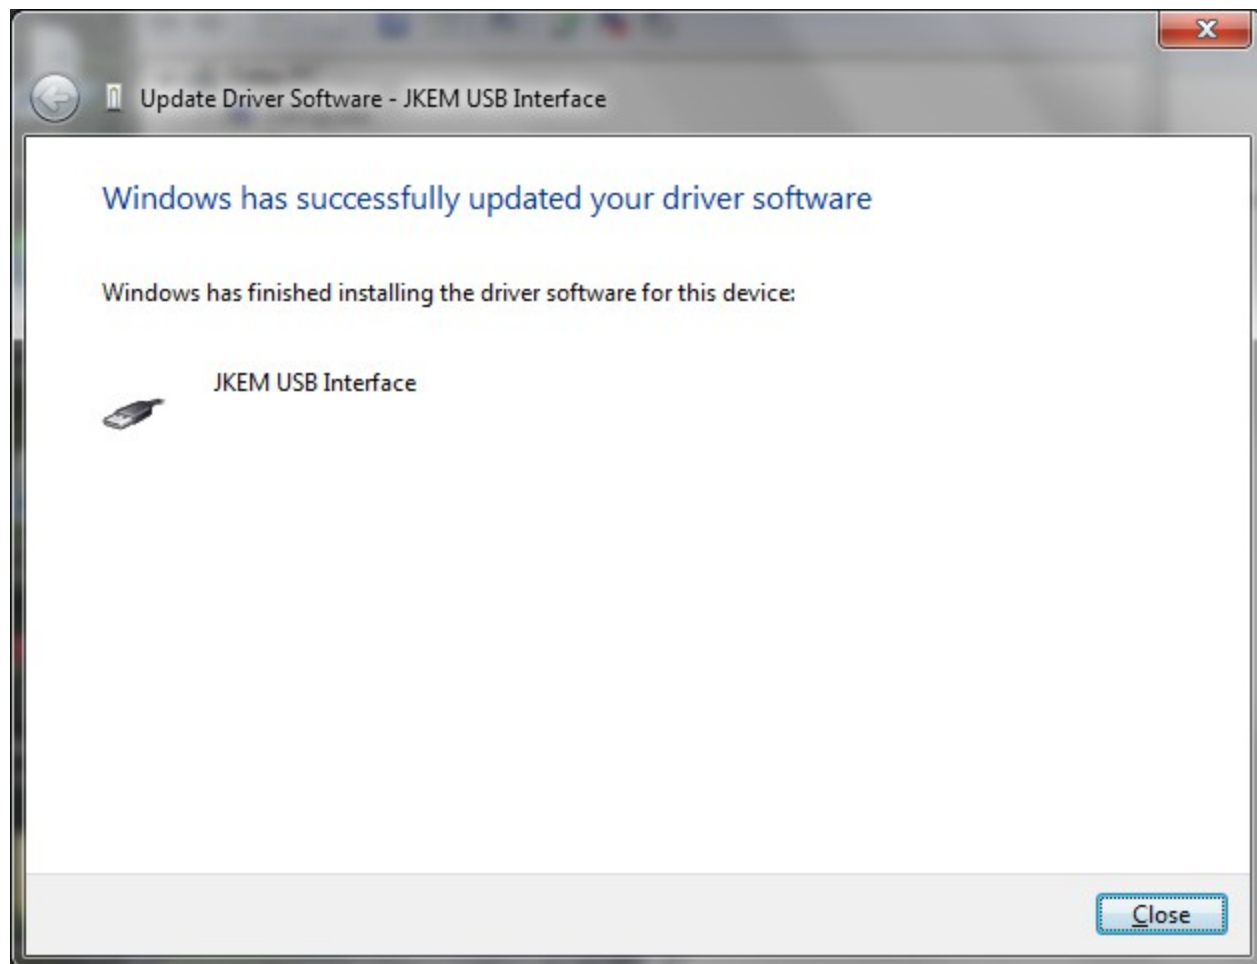 Update Driver Software - JKEM USB Interface
Windows has successfully updated your driver software
Windows has finished installing the driver software for this device:
JKEM USB Interface
Close